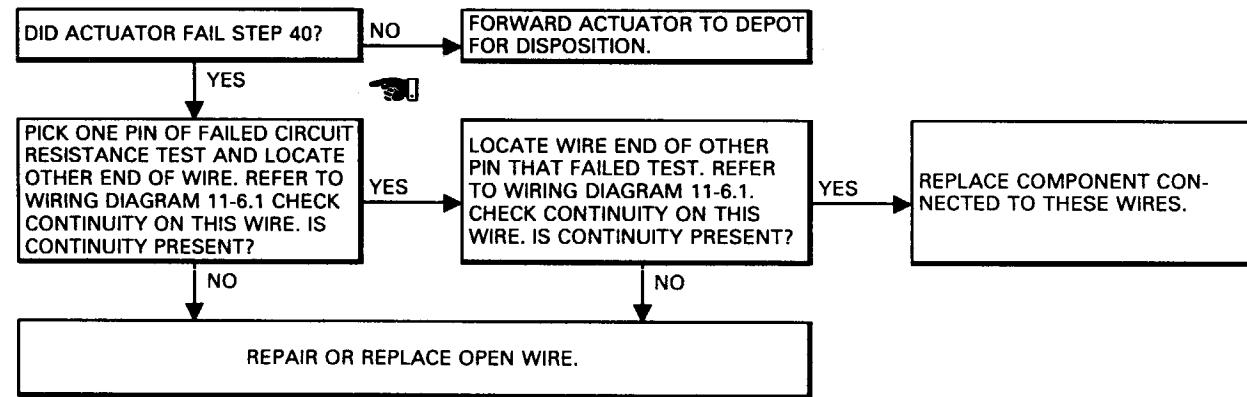 DID ACTUATOR FAIL STEP 40?
NO
FORWARD ACTUATOR TO DEPOT
FOR DISPOSITION.
YES
PICK ONE PIN OF FAILED CIRCUIT
RESISTANCE TEST AND LOCATE
OTHER END OF WIRE. REFER TO
WIRING DIAGRAM 11-6.1 CHECK
CONTINUITY ON THIS WIRE. IS
CONTINUITY PRESENT?
YES
LOCATE WIRE END OF OTHER
PIN THAT FAILED TEST. REFER
TO WIRING DIAGRAM 11-6.1.
CHECK CONTINUITY ON THIS
WIRE. IS CONTINUITY PRESENT?
YES
REPLACE COMPONENT CON-
NECTED TO THESE WIRES.
NO
NO
REPAIR OR REPLACE OPEN WIRE.